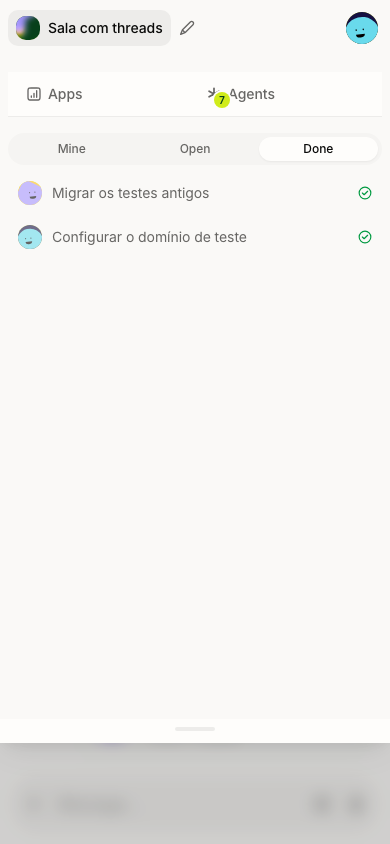 Sala com threads
Apps
7
Agents
Mine
Open
Done
Migrar os testes antigos
Configurar o domínio de teste